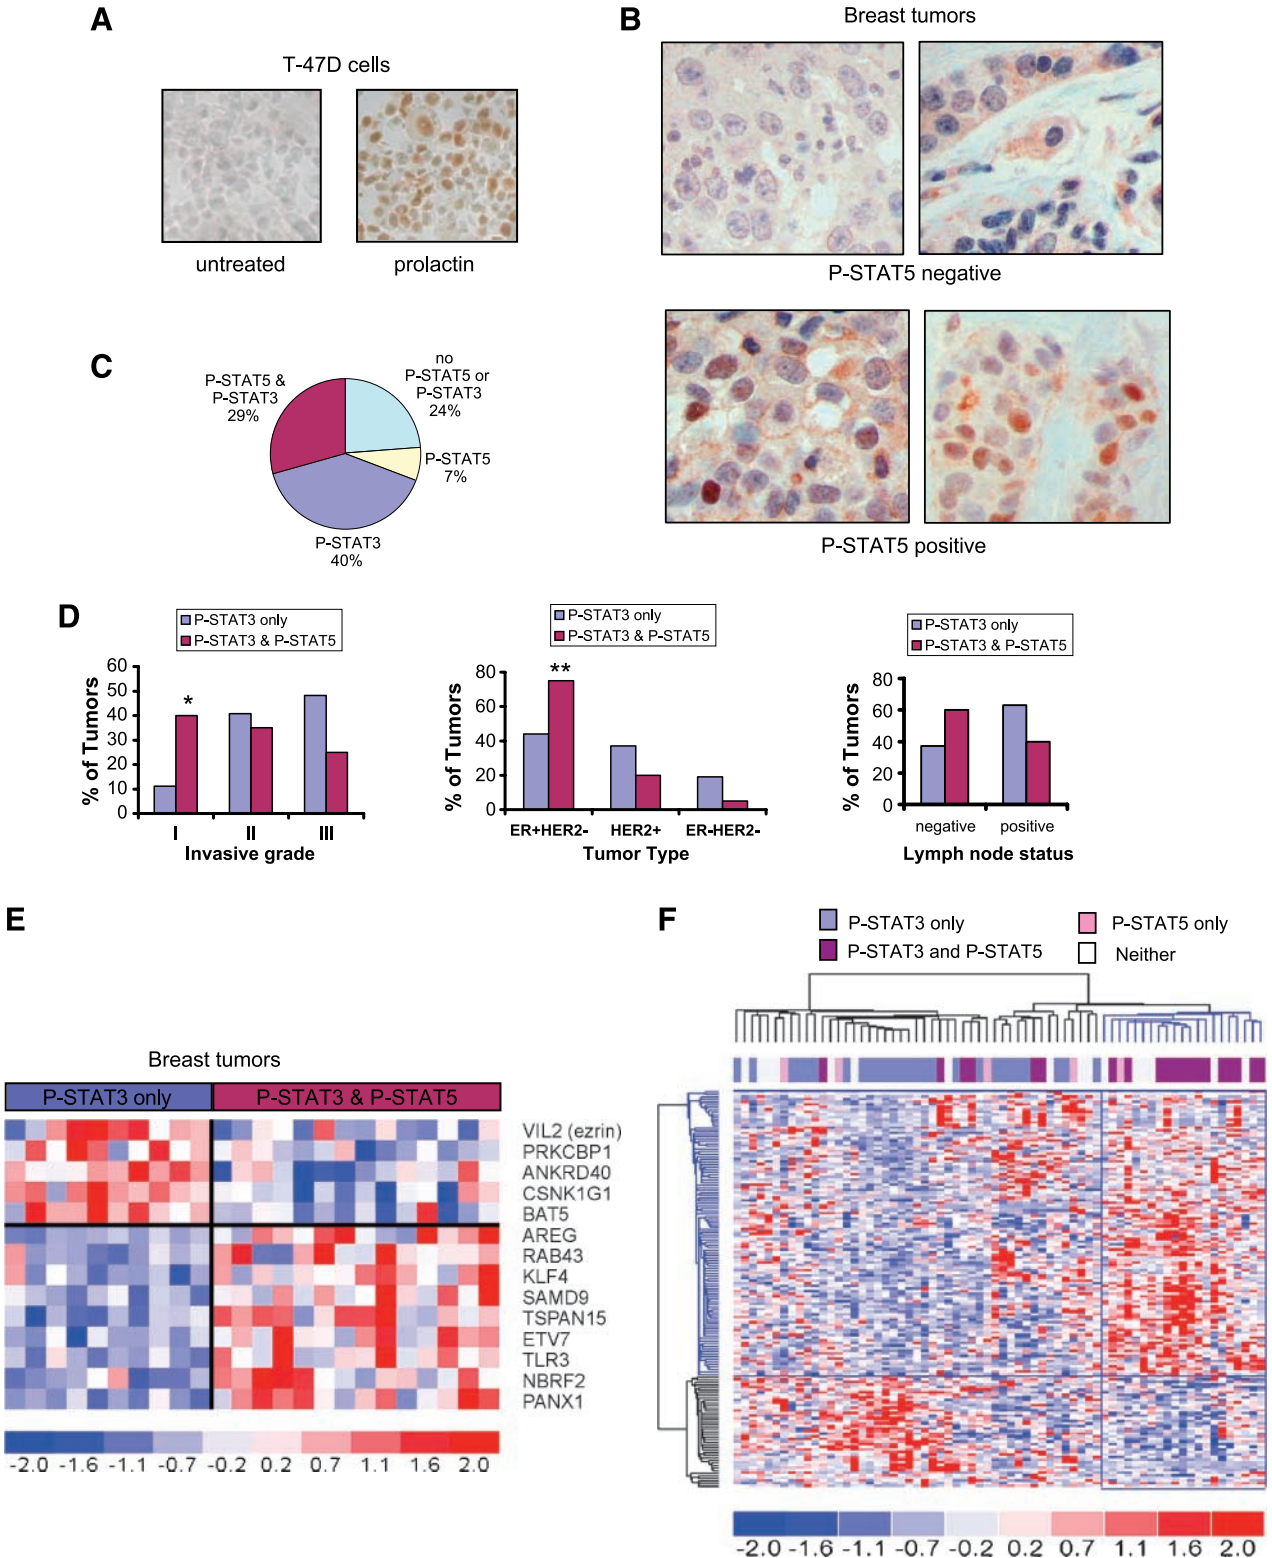 A
T-47D cells
untreated
prolactin
B
Breast tumors
P-STAT5 negative
P-STAT5 positive
C
P-STAT5 &
P-STAT3
29%
no
P-STAT5 or
P-STAT3
24%
P-STAT5
7%
P-STAT3
40%
D
P-STAT3 only
P-STAT3 & P-STAT5
% of Tumors
60
50
40
30
20
10
0
*
I II III
Invasive grade
P-STAT3 only
P-STAT3 & P-STAT5
% of Tumors
80
60
40
20
0
**
ER+HER2- HER2+ ER-HER2-
Tumor Type
P-STAT3 only
P-STAT3 & P-STAT5
% of Tumors
80
60
40
20
0
negative positive
Lymph node status
E
Breast tumors
P-STAT3 only P-STAT3 & P-STAT5
VIL2 (ezrin)
PRKCBP1
ANKRD40
CSNK1G1
BAT5
AREG
RAB43
KLF4
SAMD9
TSPAN15
ETV7
TLR3
NBRF2
PANX1
-2.0 -1.6 -1.1 -0.7 -0.2 0.2 0.7 1.1 1.6 2.0
F
P-STAT3 only
P-STAT5 only
P-STAT3 and P-STAT5
Neither
-2.0 -1.6 -1.1 -0.7 -0.2 0.2 0.7 1.1 1.6 2.0